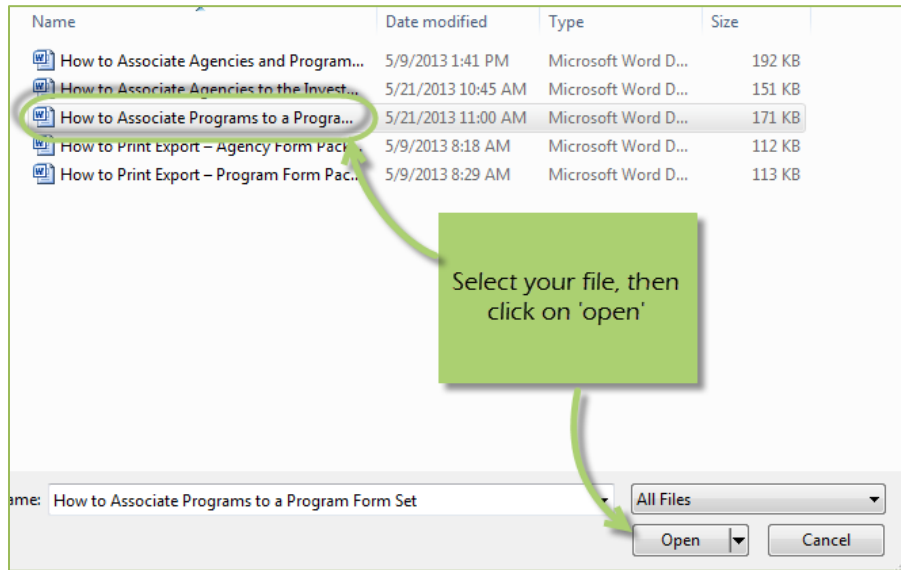 Name Date modified Type Size
How to Associate Agencies and Program... 5/9/2013 1:41 PM Microsoft Word D... 192 KB
How to Associate Agencies to the Invest... 5/21/2013 10:45 AM Microsoft Word D... 151 KB
How to Associate Programs to a Progra... 5/21/2013 11:00 AM Microsoft Word D... 171 KB
How to Print Export – Agency Form Pack... 5/9/2013 8:18 AM Microsoft Word D... 112 KB
How to Print Export – Program Form Pac... 5/9/2013 8:29 AM Microsoft Word D... 113 KB
Select your file, then
click on 'open'
ame: How to Associate Programs to a Program Form Set All Files
Open Cancel